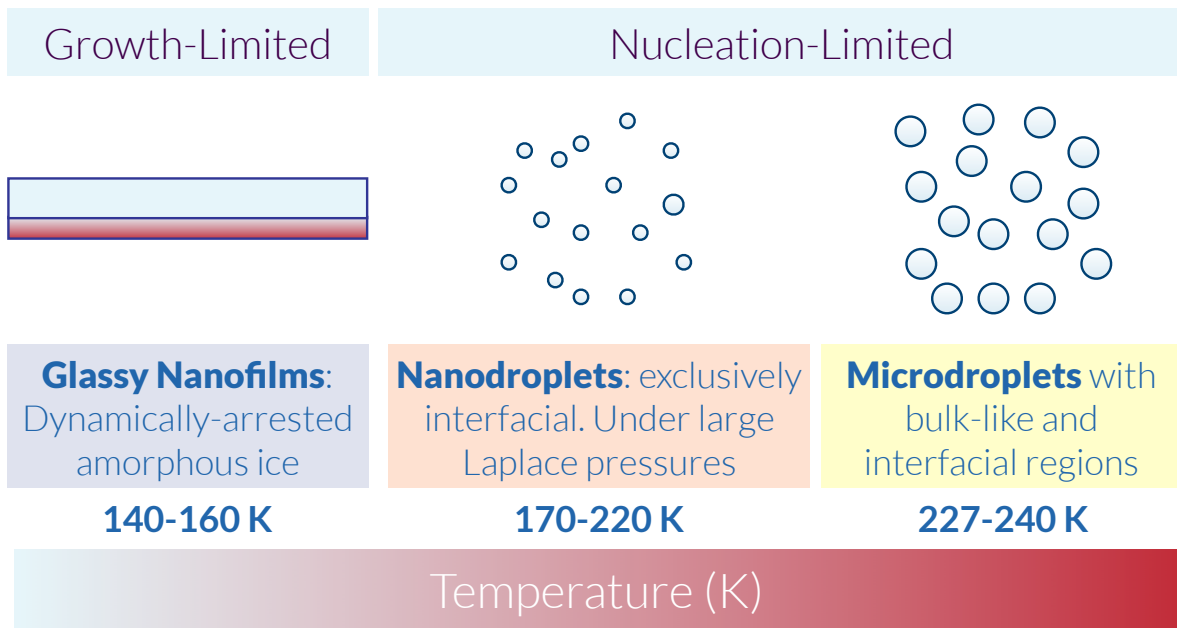 Growth-Limited
Nucleation-Limited
Glassy Nanofilms:
Dynamically-arrested
amorphous ice
Nanodroplets: exclusively
interfacial. Under large
Laplace pressures
Microdroplets with
bulk-like and
interfacial regions
140-160 K
170-220 K
227-240 K
Temperature (K)